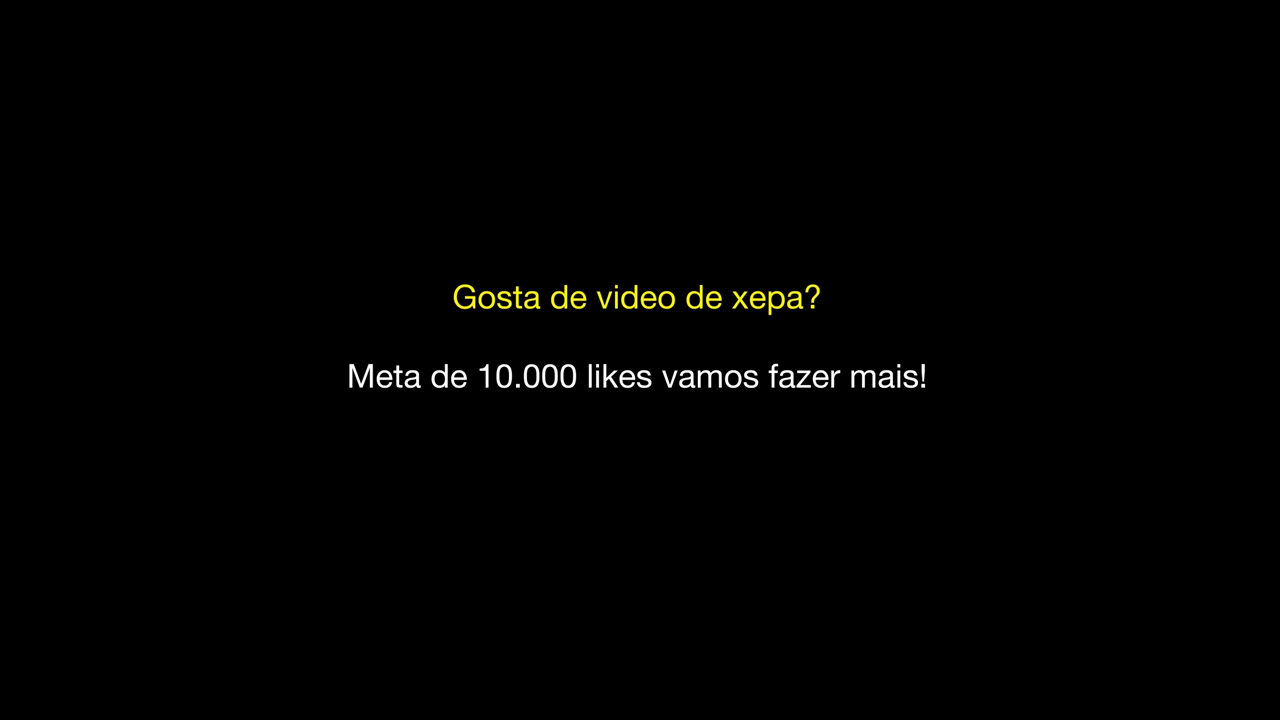 Gosta de video de xepa?
Meta de 10.000 likes vamos fazer mais!